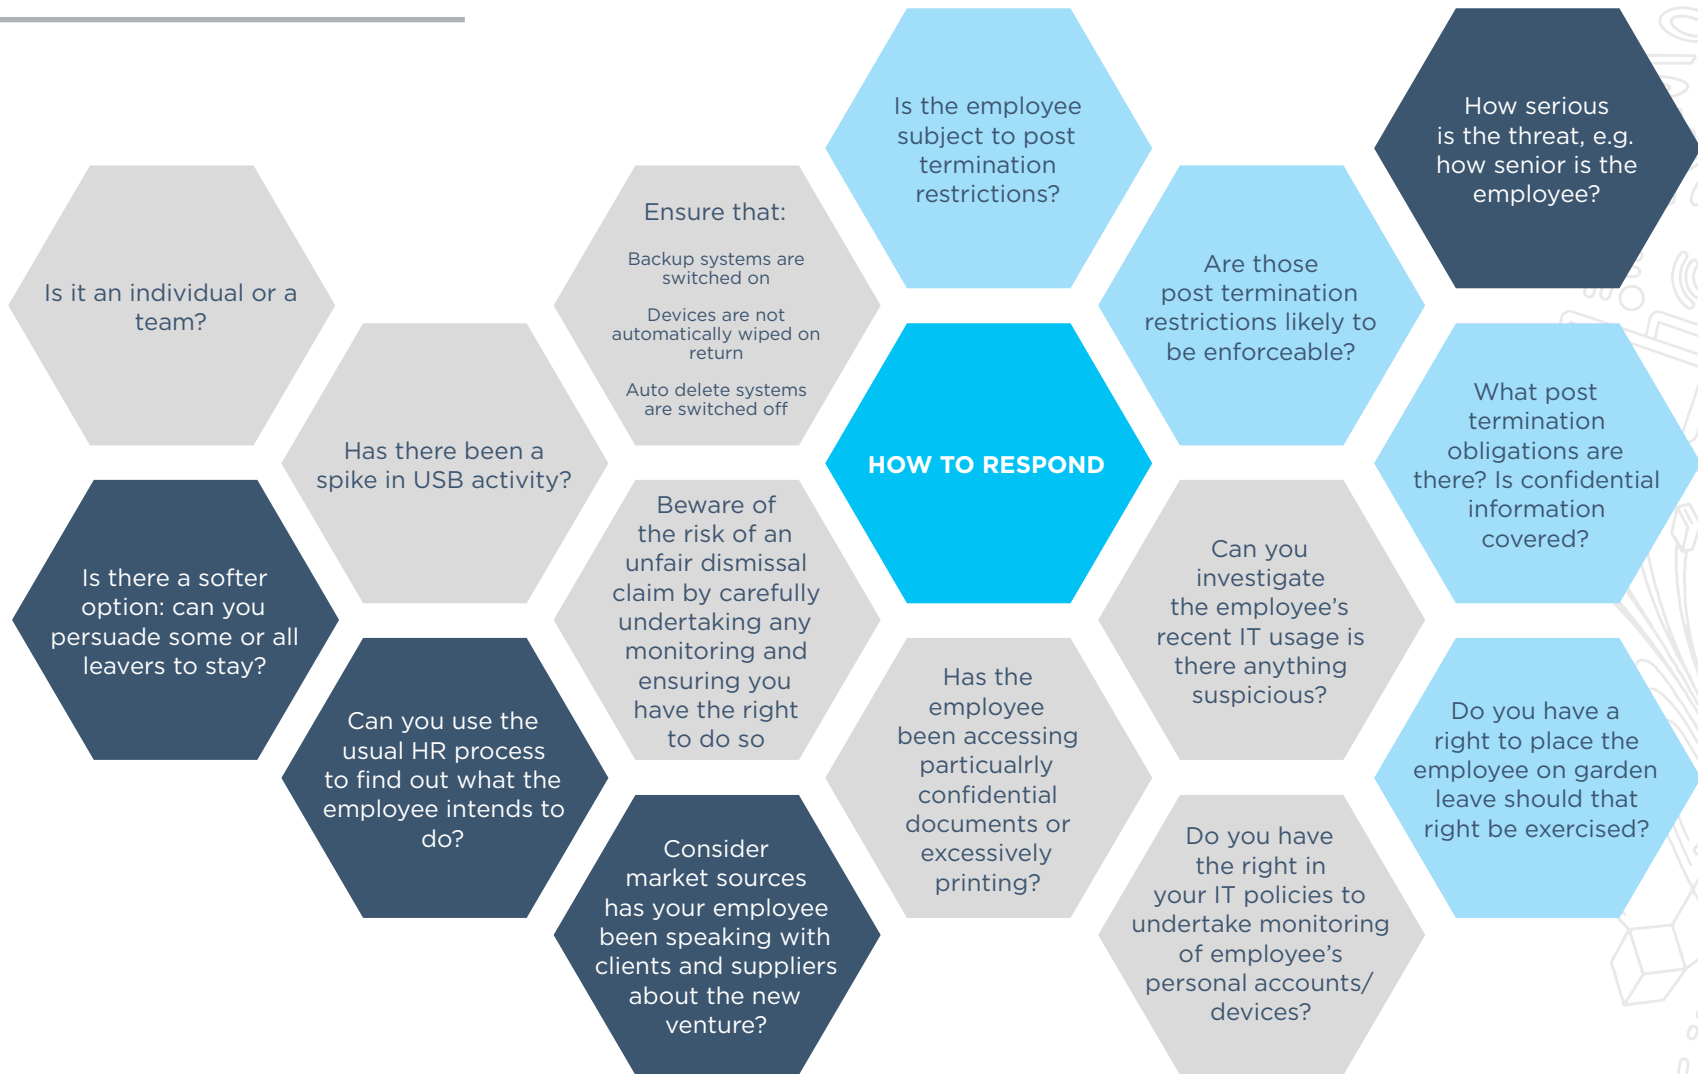 Is the employee
subject to post
termination
restrictions?
How serious
is the threat, e.g.
how senior is the
employee?
Ensure that:
Backup systems are
switched on
Devices are not
automatically wiped on
return
Auto delete systems
are switched off
Are those
post termination
restrictions likely to
be enforceable?
Is it an individual or a
team?
Has there been a
spike in USB activity?
HOW TO RESPOND
What post
termination
obligations are
there? Is confidential
information
covered?
Is there a softer
option: can you
persuade some or all
leavers to stay?
Beware of
the risk of an
unfair dismissal
claim by carefully
undertaking any
monitoring and
ensuring you
have the right
to do so
Can you
investigate
the employee’s
recent IT usage is
there anything
suspicious?
Can you use the
usual HR process
to find out what the
employee intends to
do?
Has the
employee
been accessing
particualrly
confidential
documents or
excessively
printing?
Do you have a
right to place the
employee on garden
leave should that
right be exercised?
Consider
market sources
has your employee
been speaking with
clients and suppliers
about the new
venture?
Do you have
the right in
your IT policies to
undertake monitoring
of employee’s
personal accounts/
devices?